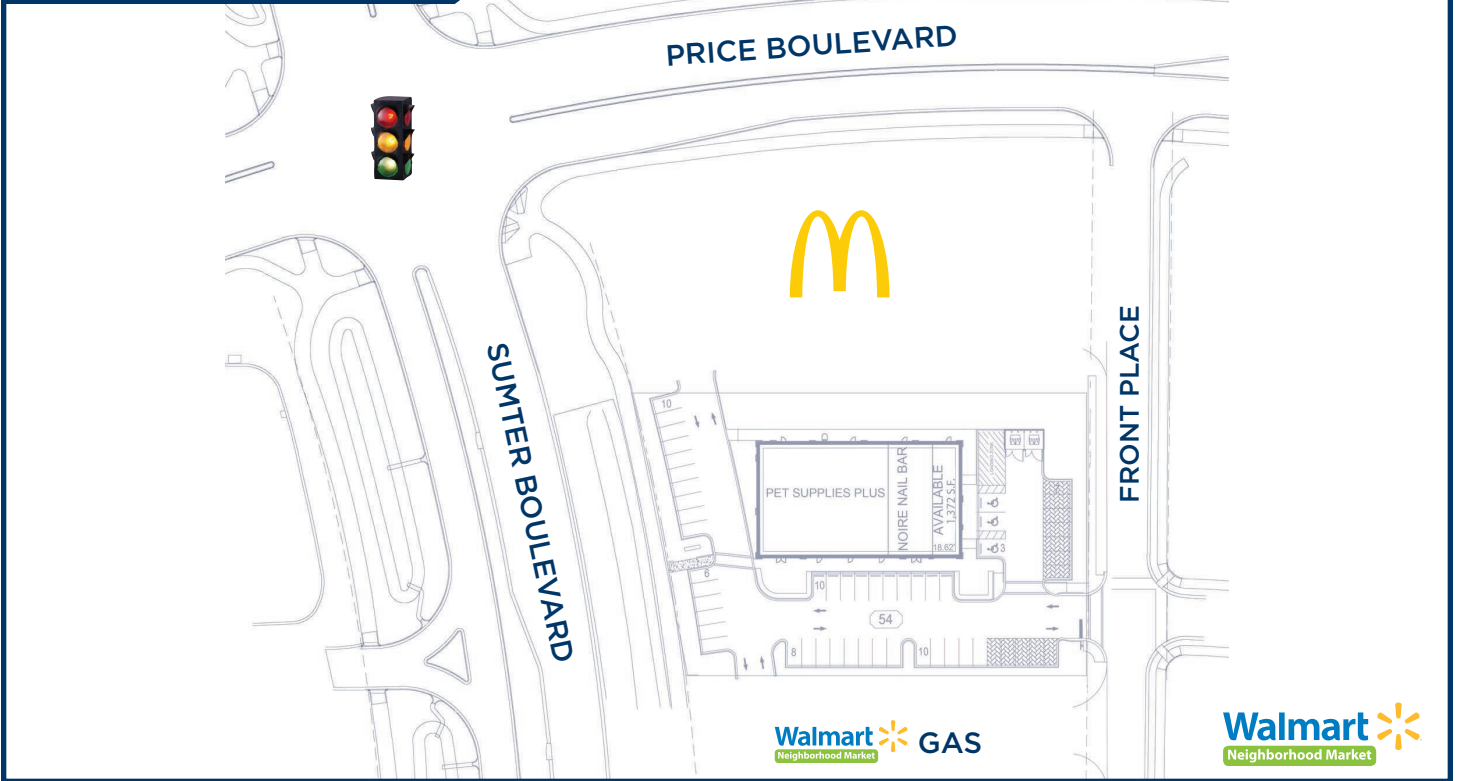 PRICE BOULEVARD
SUMTER BOULEVARD
FRONT PLACE
10
PET SUPPLIES PLUS
NOIRE NAIL BAR
AVAILABLE
1,372 S.F.
18.62'
3
6
10
54
8
10
Walmart
Neighborhood Market
GAS
Walmart
Neighborhood Market